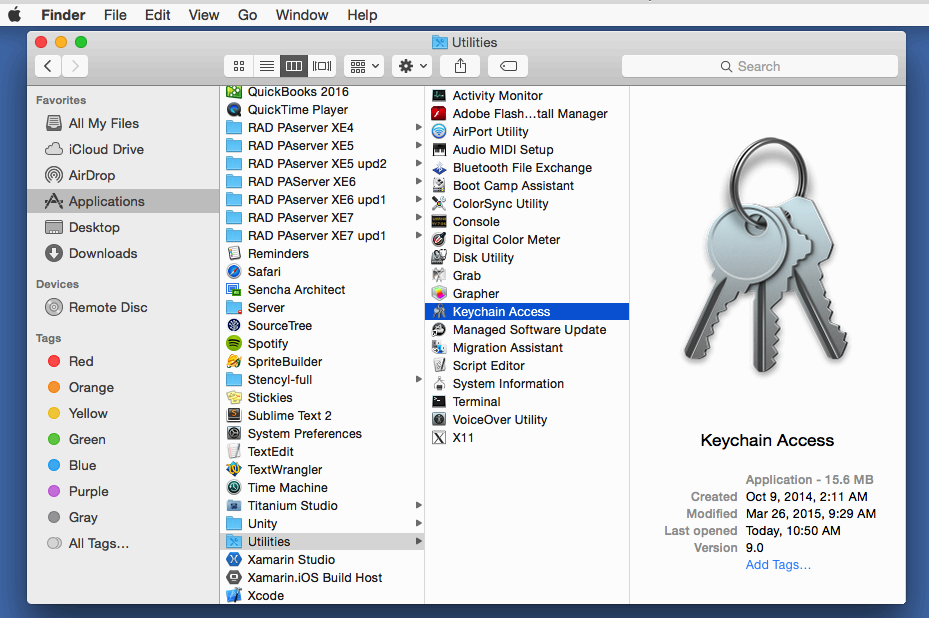 Finder File Edit View Go Window Help
Utilities
Search
Favorites
All My Files
iCloud Drive
AirDrop
Applications
Desktop
Downloads
Devices
Remote Disc
Tags
Red
Orange
Yellow
Green
Blue
Purple
Gray
All Tags...
QuickBooks 2016
QuickTime Player
RAD PAserver XE4
RAD PAserver XE5
RAD PAserver XE5 upd2
RAD PAServer XE6
RAD PAserver XE6 upd1
RAD PAserver XE7
RAD PAserver XE7 upd1
Reminders
Safari
Sencha Architect
Server
SourceTree
Spotify
SpriteBuilder
Stencyl-full
Stickies
Sublime Text 2
System Preferences
TextEdit
TextWrangler
Time Machine
Titanium Studio
Unity
Utilities
Xamarin Studio
Xamarin.iOS Build Host
Xcode
Activity Monitor
Adobe Flash...tall Manager
AirPort Utility
Audio MIDI Setup
Bluetooth File Exchange
Boot Camp Assistant
ColorSync Utility
Console
Digital Color Meter
Disk Utility
Grab
Grapher
Keychain Access
Managed Software Update
Migration Assistant
Script Editor
System Information
Terminal
VoiceOver Utility
X11
Keychain Access
Application - 15.6 MB
Created Oct 9, 2014, 2:11 AM
Modified Mar 26, 2015, 9:29 AM
Last opened Today, 10:50 AM
Version 9.0
Add Tags...